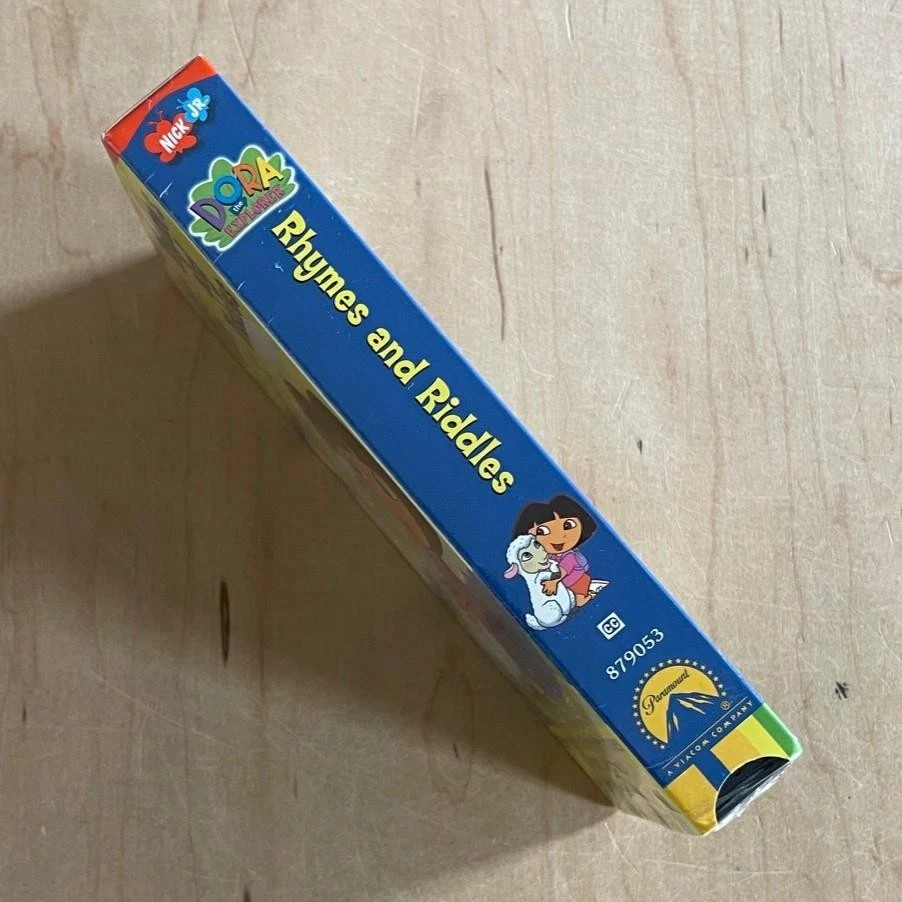 NICK JR.
DORA
the
EXPLORER
Rhymes and Riddles
CC
879053
Paramount
®
A VIACOM COMPANY